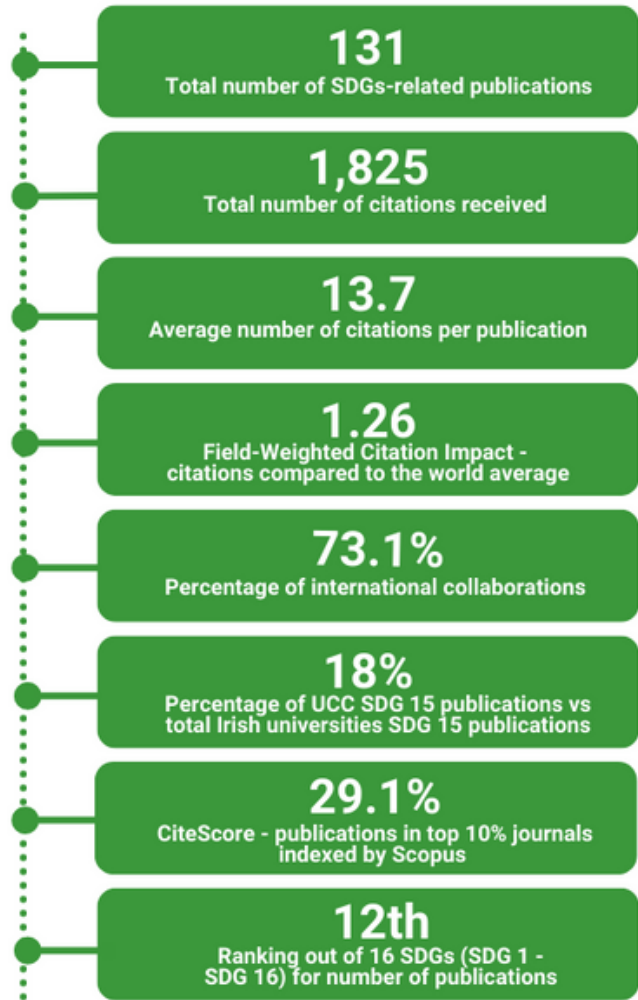 131
Total number of SDGs-related publications
1,825
Total number of citations received
13.7
Average number of citations per publication
1.26
Field-Weighted Citation Impact -
citations compared to the world average
73.1%
Percentage of international collaborations
18%
Percentage of UCC SDG 15 publications vs
total Irish universities SDG 15 publications
29.1%
CiteScore - publications in top 10% journals
indexed by Scopus
12th
Ranking out of 16 SDGs (SDG 1 -
SDG 16) for number of publications